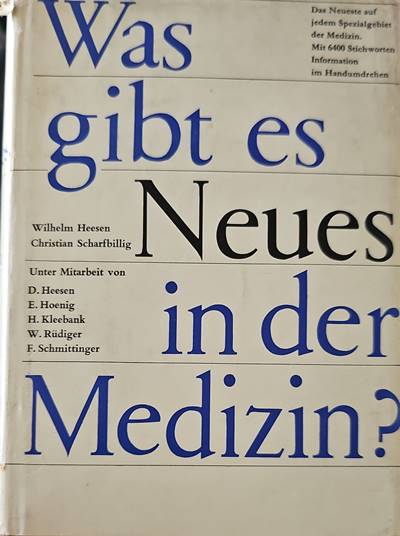 Was
Das Neueste auf
jedem Spezialgebiet
der Medizin.
Mit 6400 Stichworten
Information
im Handumdrehen
gibt es
Wilhelm Heesen
Christian Scharfbillig
Neues
Unter Mitarbeit von
D. Heesen
E. Hoenig
H. Kleebank
W. Rüdiger
F. Schmittinger
in der
Medizin?